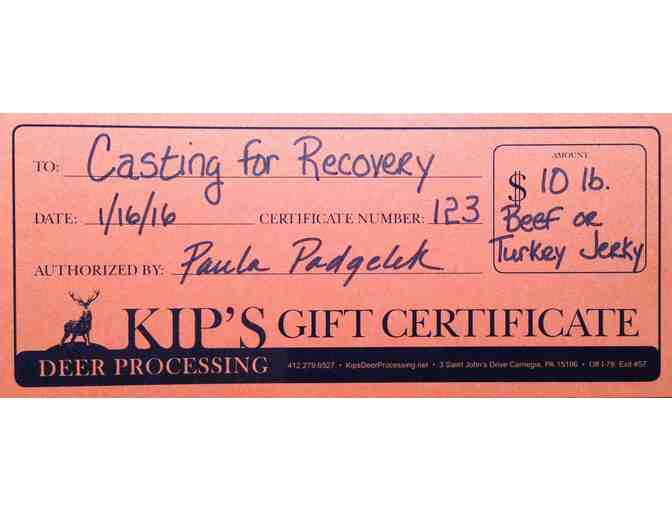 TO: Casting for Recovery
AMOUNT
$ 10 lb.
Beef or
Turkey Jerky
DATE: 1/16/16 CERTIFICATE NUMBER: 123
AUTHORIZED BY: Paula Padgelek
KIP'S GIFT CERTIFICATE
DEER PROCESSING 412.279.6527 • KipsDeerProcessing.net • 3 Saint John's Drive Carnegie, PA 15106 • Off I-79, Exit #57